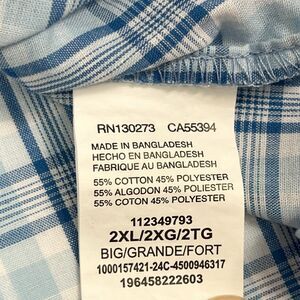 RN130273 CA55394
MADE IN BANGLADESH
HECHO EN BANGLADESH
FABRIQUE AU BANGLADESH
55% COTTON 45% POLYESTER
55% ALGODON 45% POLIESTER
55% COTON 45% POLYESTER
112349793
2XL/2XG/2TG
BIG/GRANDE/FORT
1000157421-24C-4500946317
196458222603